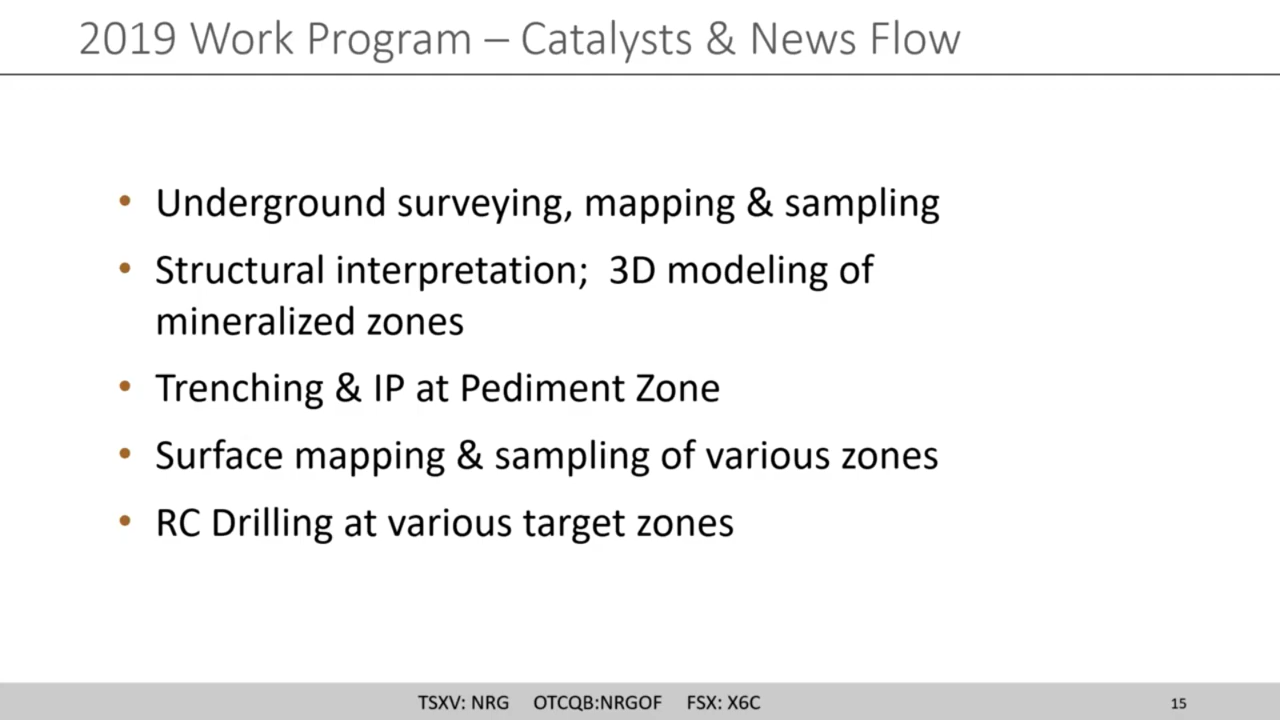 2019 Work Program – Catalysts & News Flow
• Underground surveying, mapping & sampling
• Structural interpretation;  3D modeling of
mineralized zones
• Trenching & IP at Pediment Zone
• Surface mapping & sampling of various zones
• RC Drilling at various target zones
TSXV: NRG OTCQB:NRGOF FSX: X6C
15